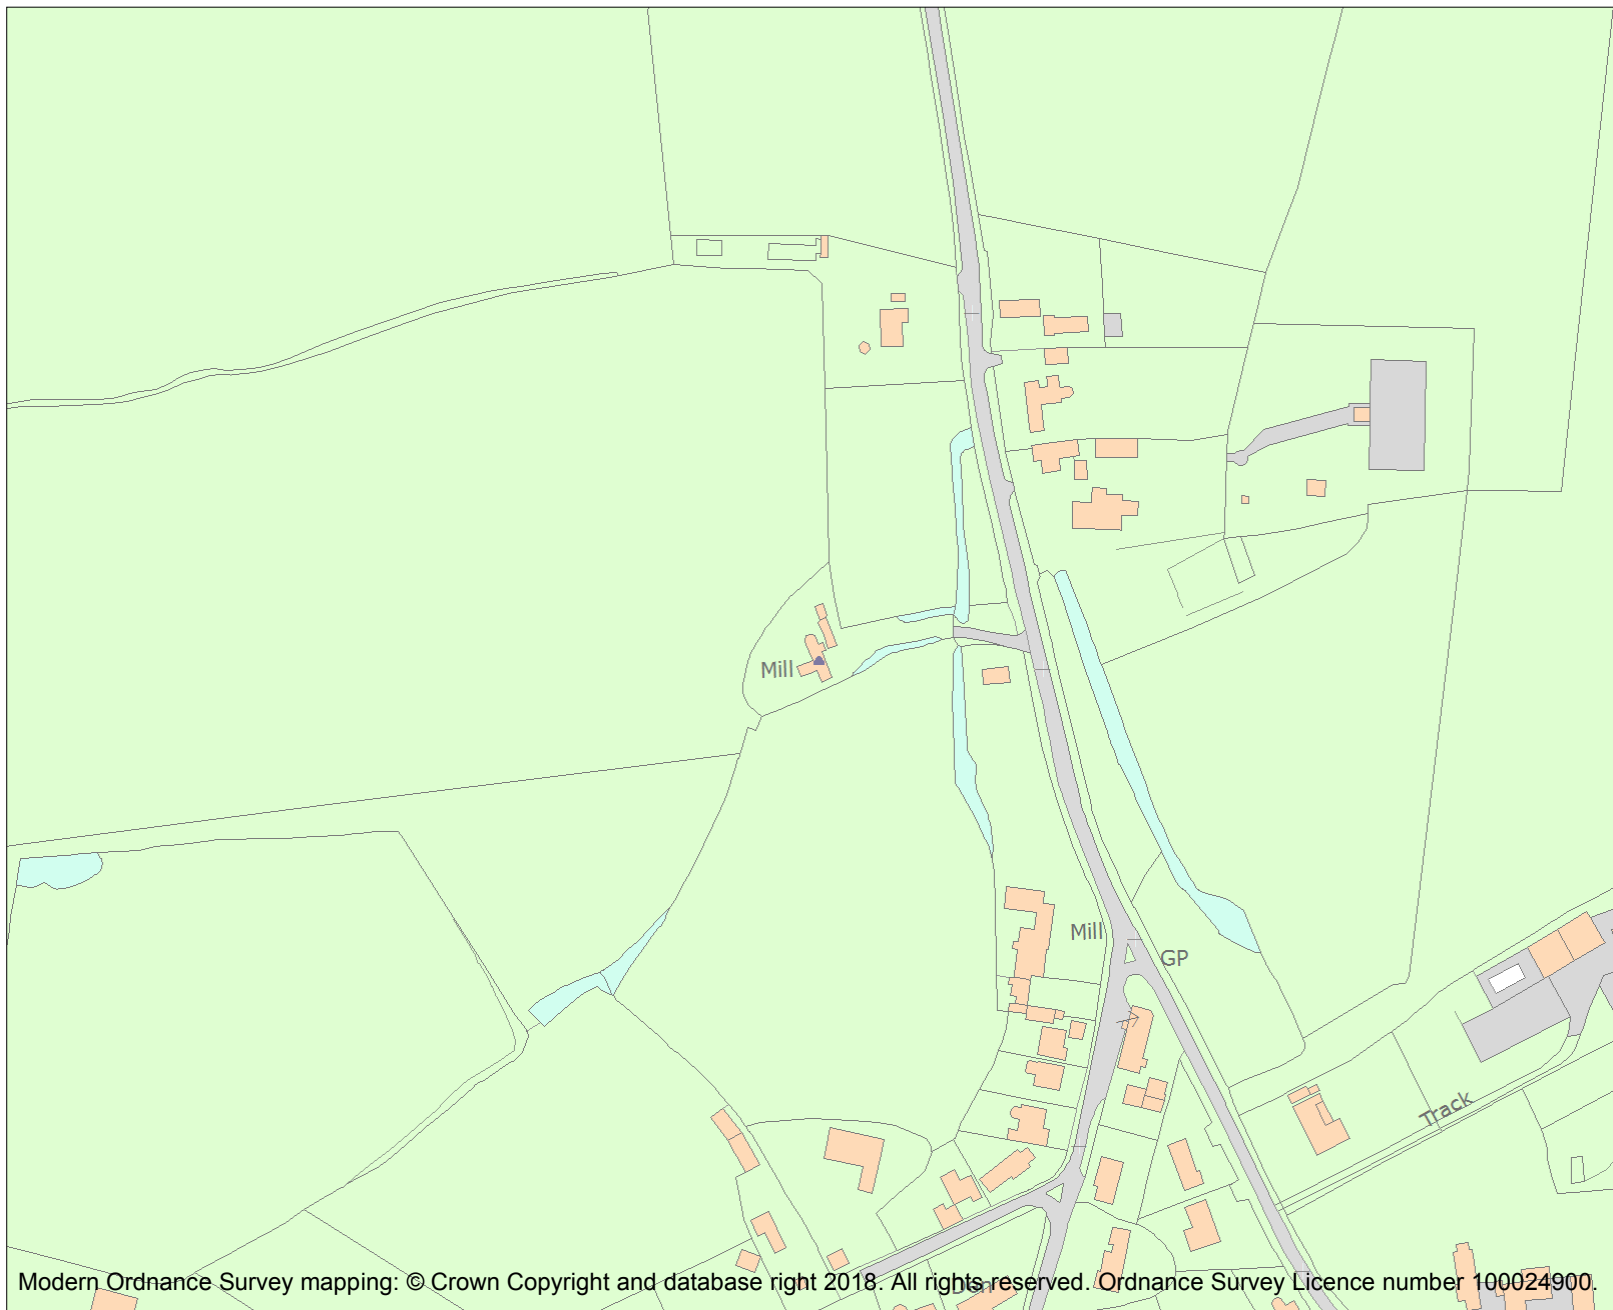 Mill
Mill
GP
Track
Modern Ordnance Survey mapping: © Crown Copyright and database right 2018. All rights reserved. Ordnance Survey Licence number 100024900.